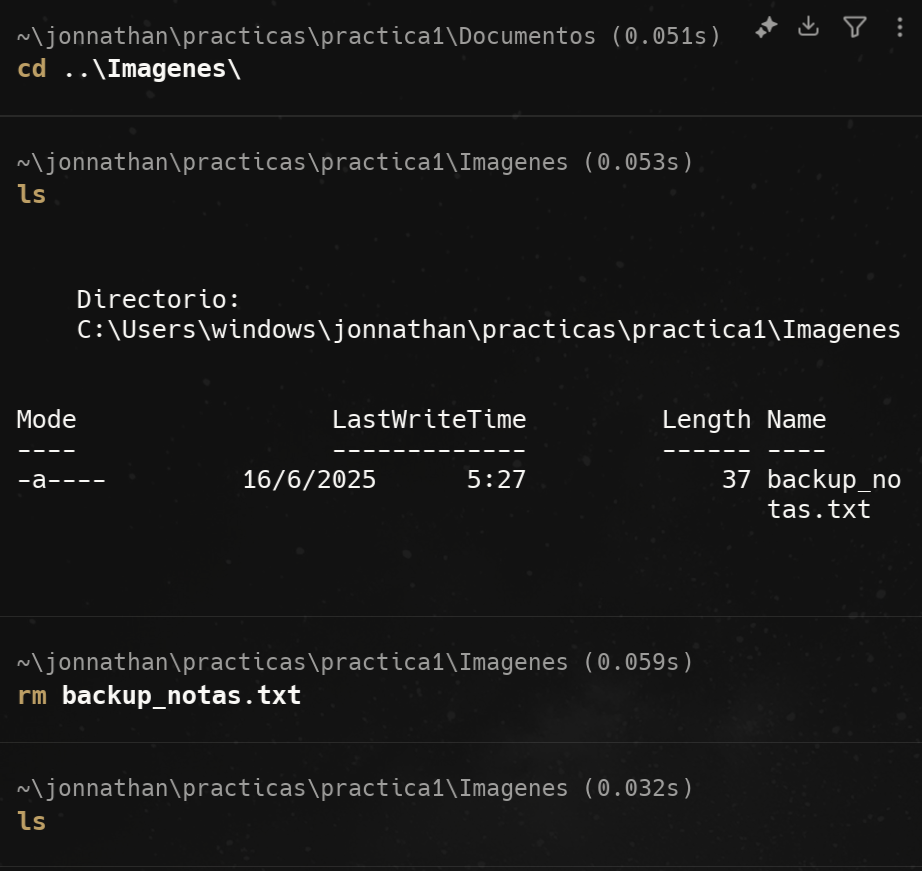 ~\jonnathan\practicas\practica1\Documentos (0.051s)
cd ..\Imagenes\
~\jonnathan\practicas\practica1\Imagenes (0.053s)
ls
Directorio:
C:\Users\windows\jonnathan\practicas\practica1\Imagenes
Mode LastWriteTime Length Name
---- ------------- ------ ----
-a---- 16/6/2025 5:27 37 backup_no
tas.txt
~\jonnathan\practicas\practica1\Imagenes (0.059s)
rm backup_notas.txt
~\jonnathan\practicas\practica1\Imagenes (0.032s)
ls